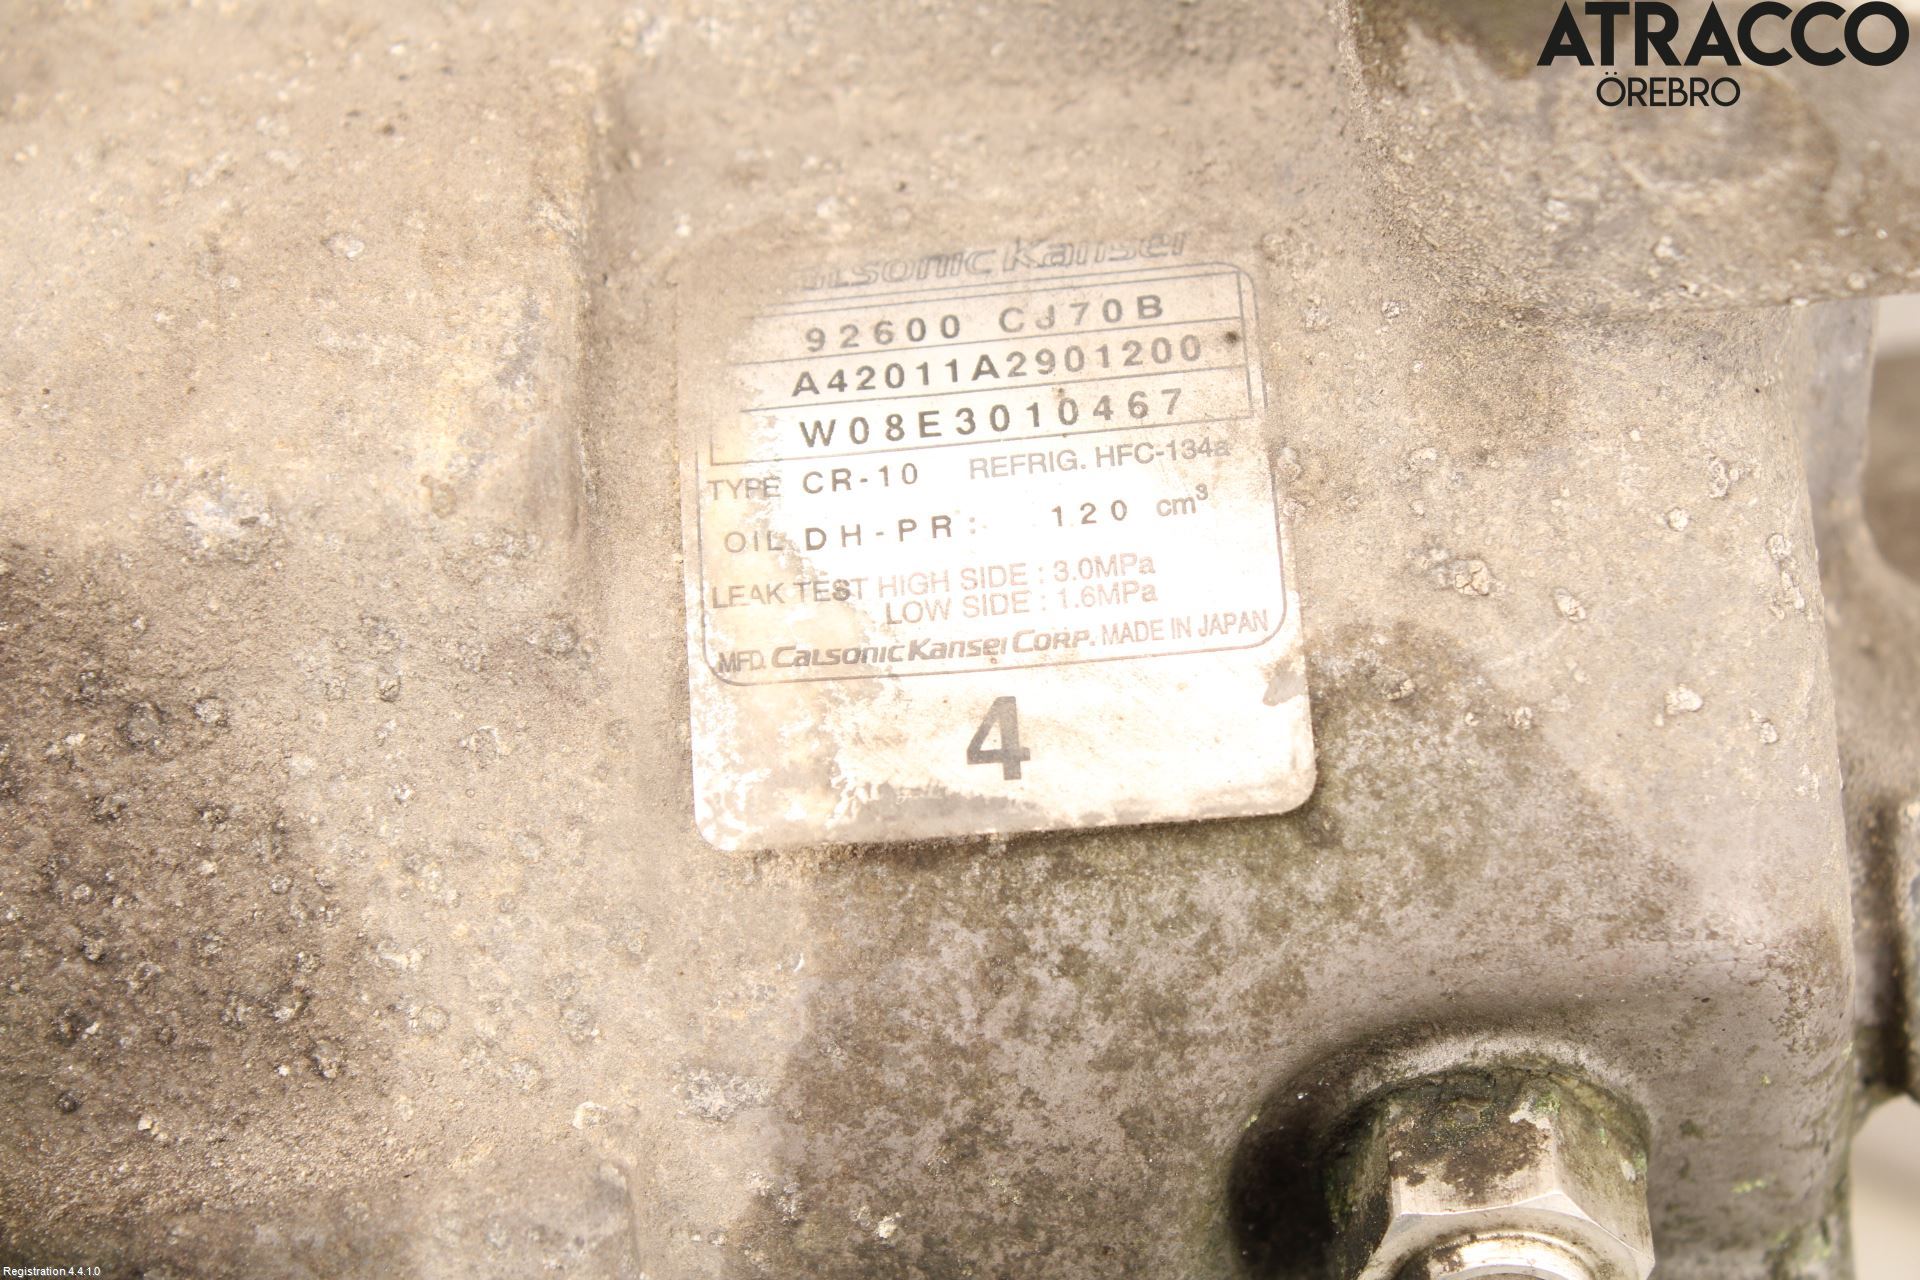 ATRACCO
ÖREBRO
CALSONIC KANSEI
92600 CJ70B
A42011A2901200
W08E3010467
TYPE CR-10 REFRIG. HFC-134a
OIL DH-PR: 120 cm³
LEAK TEST HIGH SIDE : 3.0MPa
LOW SIDE : 1.6MPa
MFD. CALSONIC KANSEI CORP. MADE IN JAPAN
4
Registration 4.4.1.0